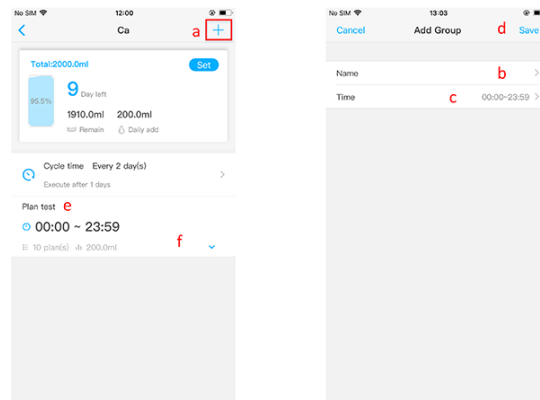 No SIM 12:00
Ca a +
Total:2000.0ml Set
95.5% 9 Day left
1910.0ml 200.0ml
Remain Daily add
Cycle time Every 2 day(s)
Execute after 1 days
Plan test e
00:00 ~ 23:59
10 plan(s) 200.0ml f
No SIM 13:03
Cancel Add Group d Save
Name b
Time c 00:00~23:59